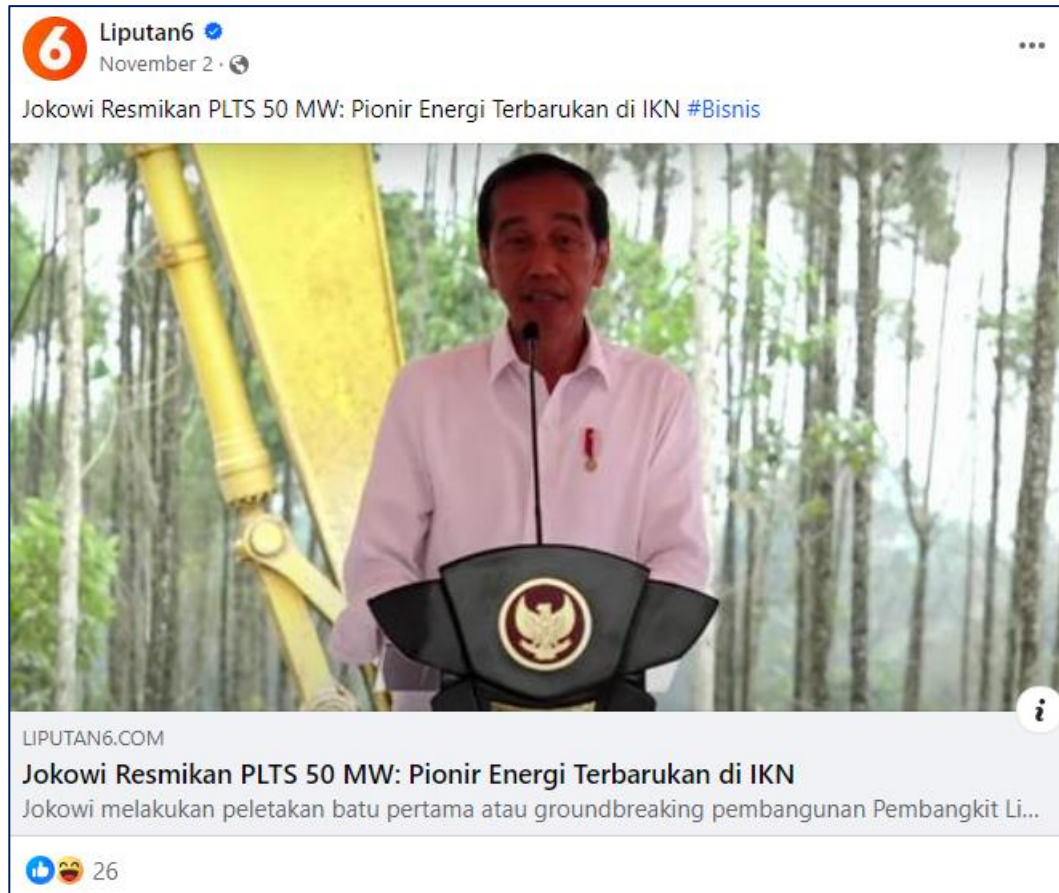 Liputan6
November 2 ·
Jokowi Resmikan PLTS 50 MW: Pionir Energi Terbarukan di IKN #Bisnis
LIPUTAN6.COM
Jokowi Resmikan PLTS 50 MW: Pionir Energi Terbarukan di IKN
Jokowi melakukan peletakan batu pertama atau groundbreaking pembangunan Pembangkit Li...
26